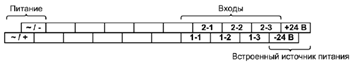 Питание
Входы
~ / - 2-1 2-2 2-3 +24 В
~ / + 1-1 1-2 1-3 -24 В
Встроенный источник питания